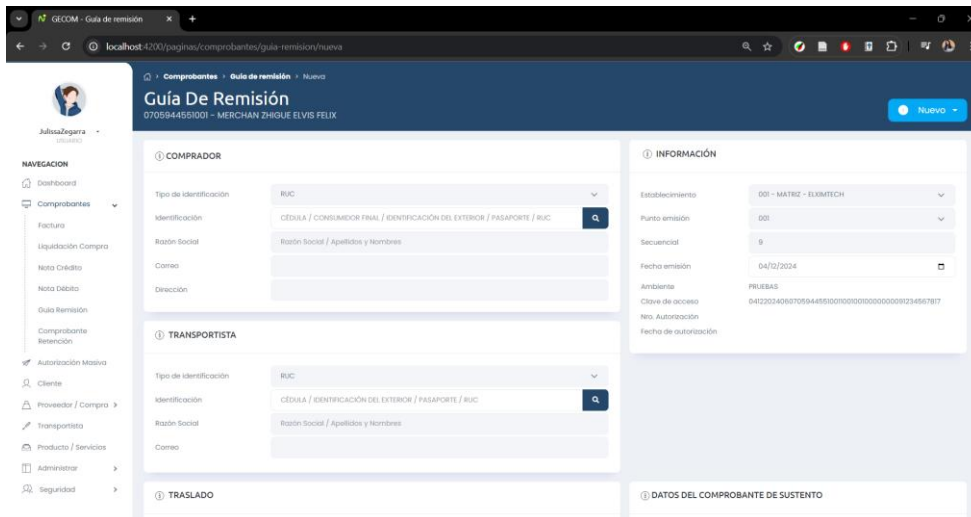 GECOM - Guía de remisión
localhost:4200/paginas/comprobantes/guia-remision/nueva
Comprobantes > Guía de remisión > Nueva
Guía De Remisión
0705944551001 - MERCHAN ZHIGUE ELVIS FELIX
Nuevo
JulissaZegarra
USUARIO
NAVEGACION
Dashboard
Comprobantes
Factura
Liquidación Compra
Nota Crédito
Nota Débito
Guia Remisión
Comprobante
Retención
Autorización Masiva
Cliente
Proveedor / Compra
Transportista
Producto / Servicios
Administrar
Seguridad
COMPRADOR
Tipo de identificación
RUC
Identificación
CÉDULA / CONSUMIDOR FINAL / IDENTIFICACIÓN DEL EXTERIOR / PASAPORTE / RUC
Razón Social
Razón Social / Apellidos y Nombres
Correo
Dirección
TRANSPORTISTA
Tipo de identificación
RUC
Identificación
CÉDULA / IDENTIFICACIÓN DEL EXTERIOR / PASAPORTE / RUC
Razón Social
Razón Social / Apellidos y Nombres
Correo
TRASLADO
INFORMACIÓN
Establecimiento
001 - MATRIZ - ELXIMTECH
Punto emisión
001
Secuencial
9
Fecha emisión
04/12/2024
Ambiente
PRUEBAS
Clave de acceso
Nro. Autorización
Fecha de autorización
DATOS DEL COMPROBANTE DE SUSTENTO